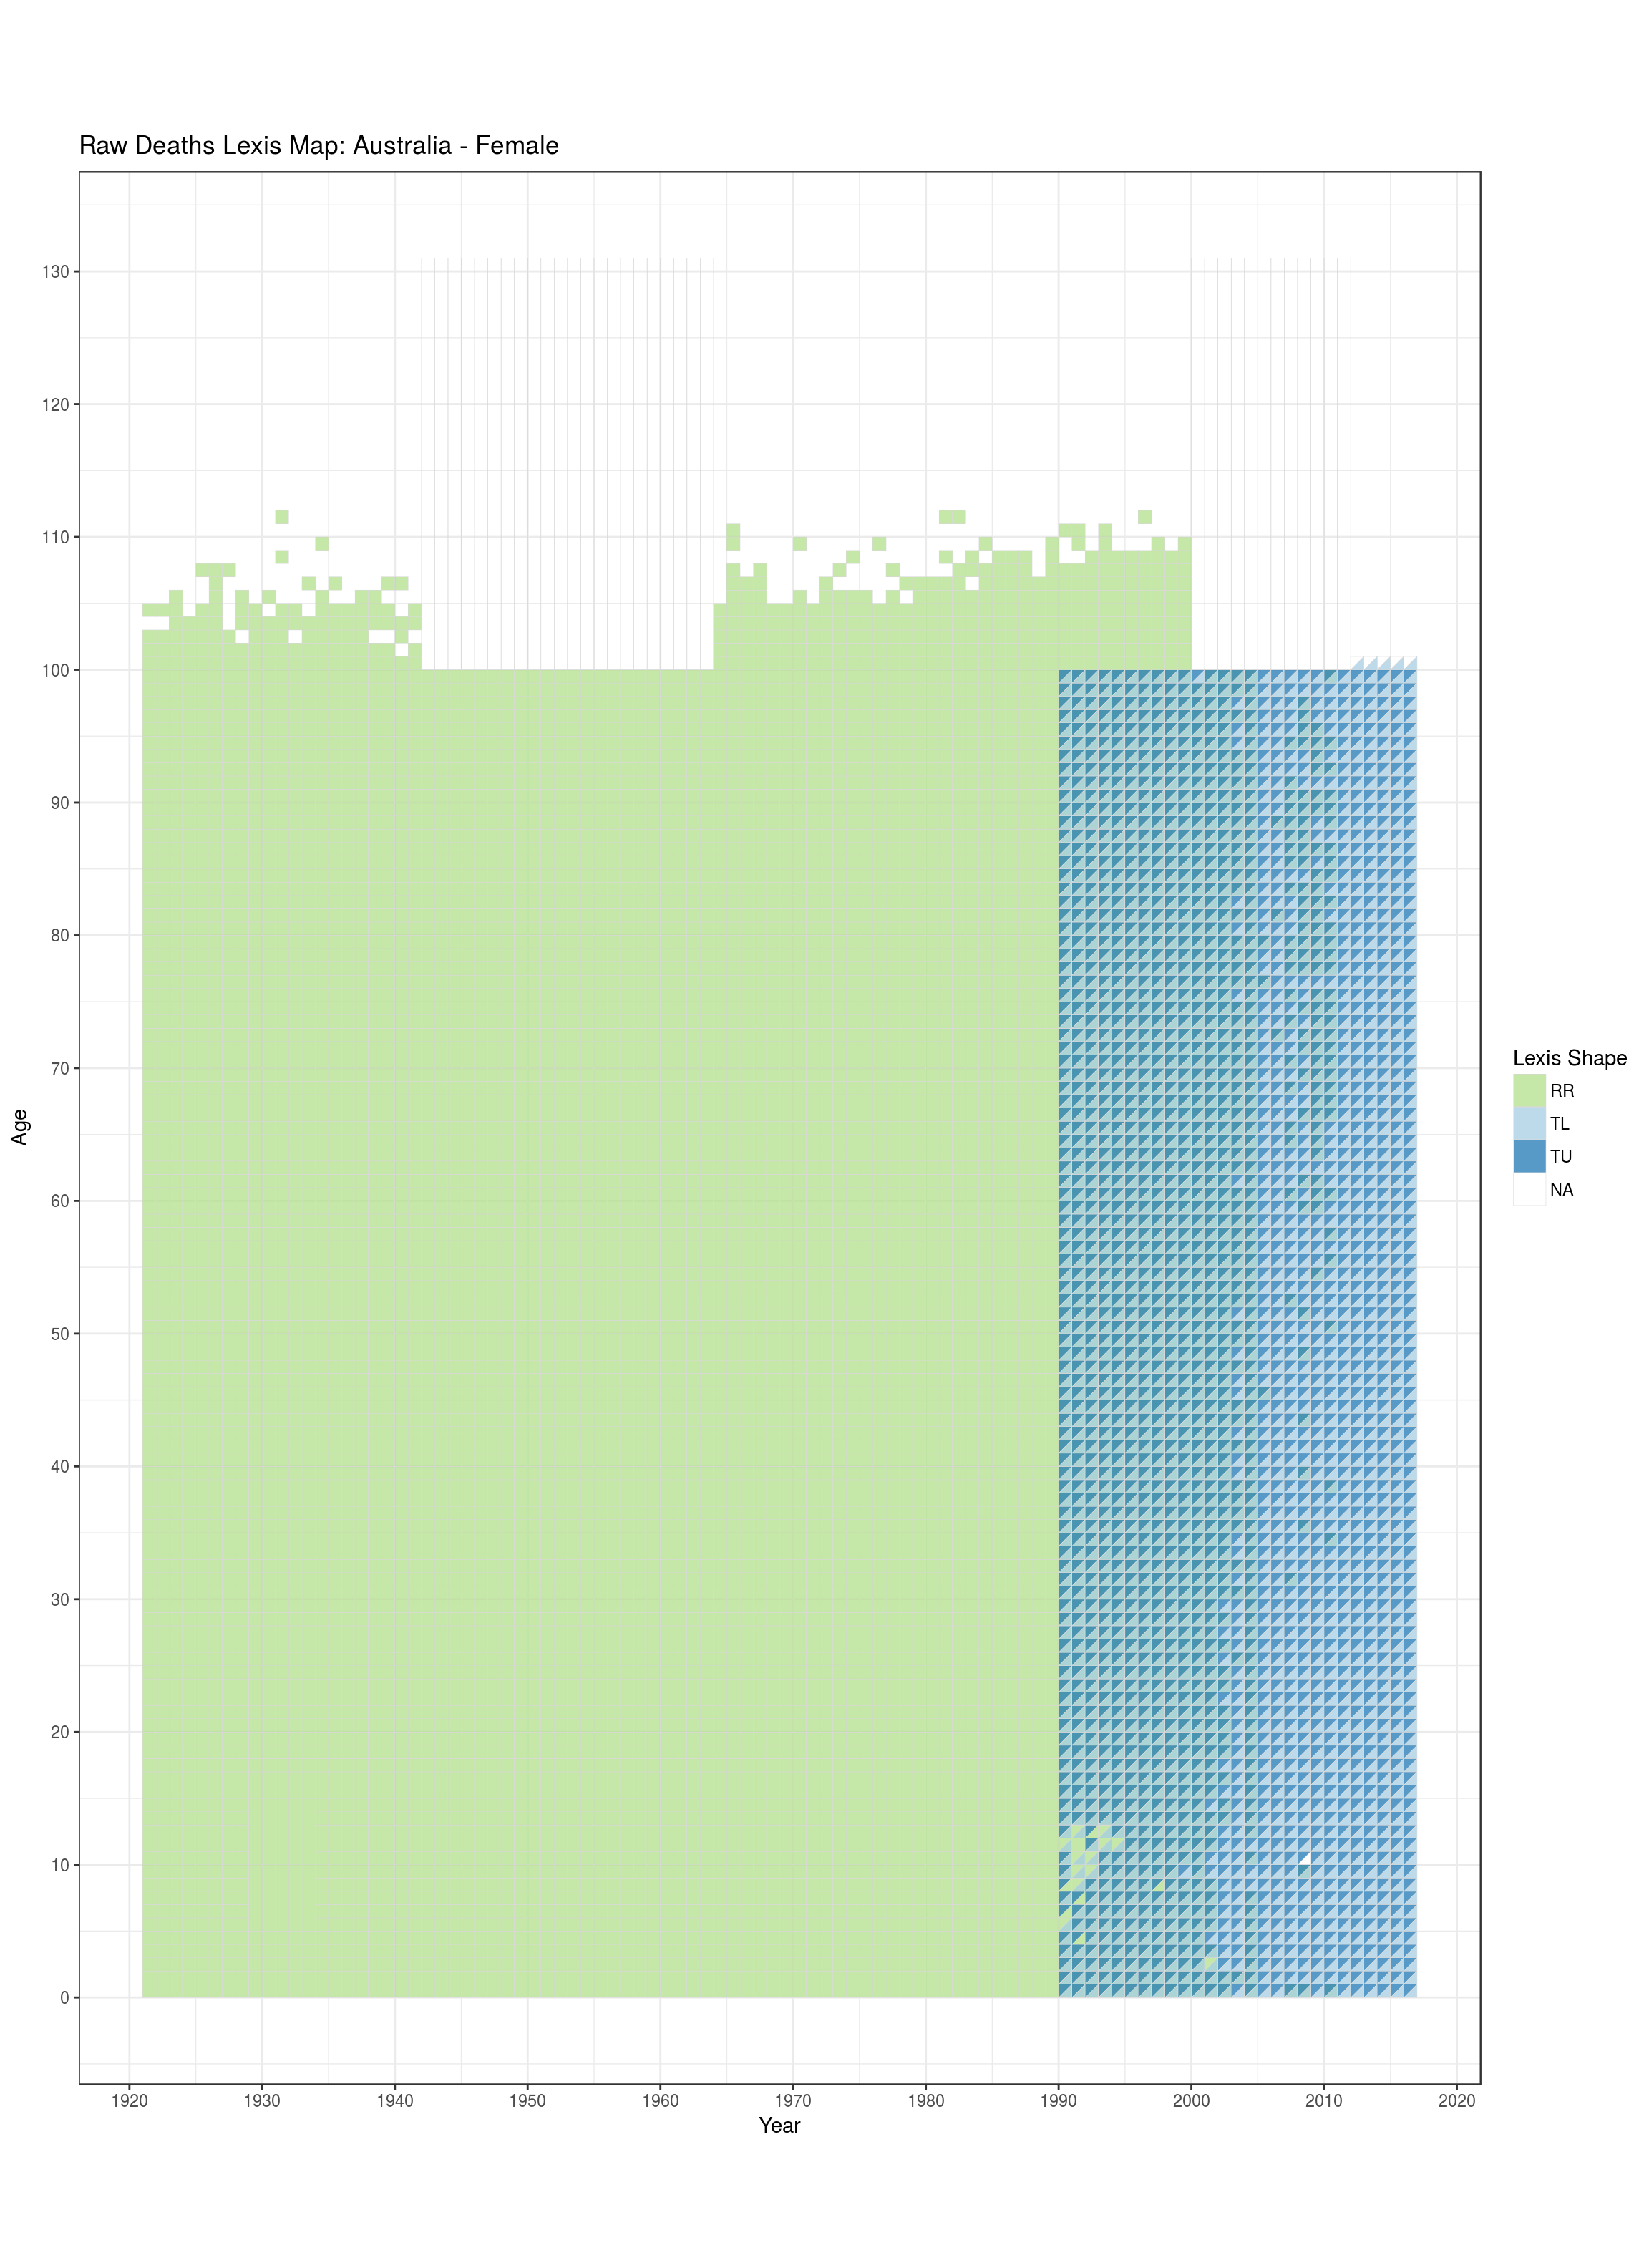 Raw Deaths Lexis Map: Australia - Female
130
120
110
100
90
80
70
60
50
40
30
20
10
0
Age
1920 1930 1940 1950 1960 1970 1980 1990 2000 2010 2020
Year
Lexis Shape
RR
TL
TU
NA